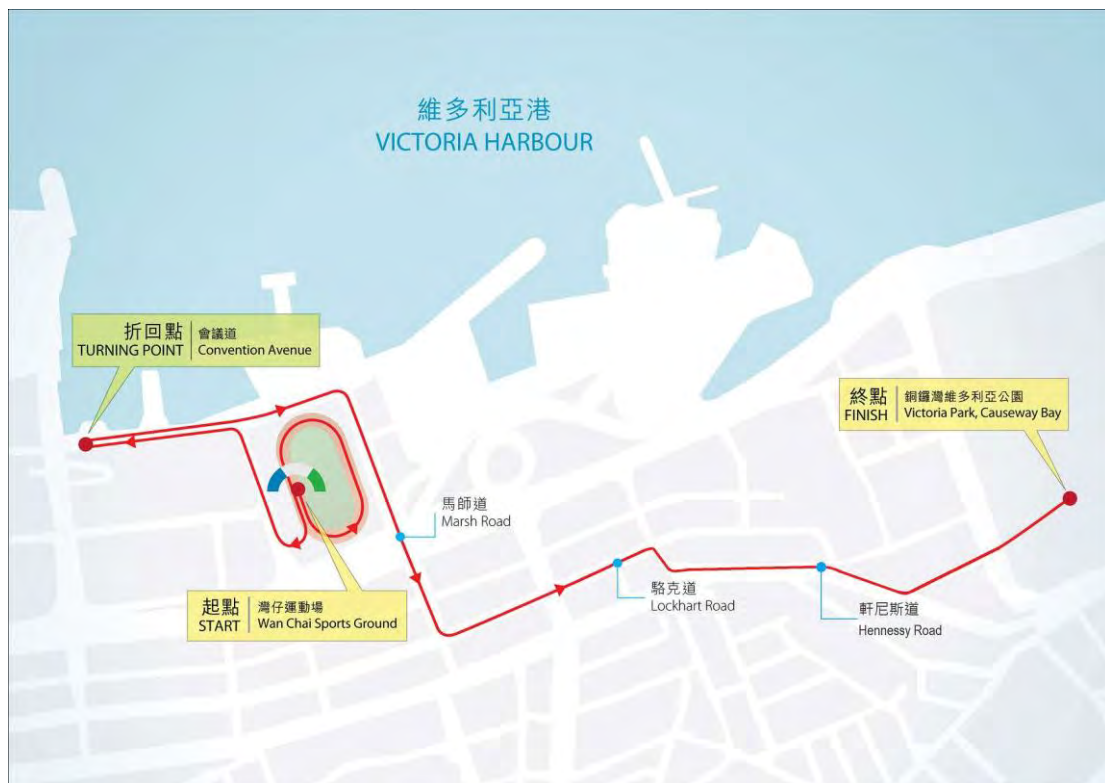 維多利亞港
VICTORIA HARBOUR
折回點
TURNING POINT
會議道
Convention Avenue
終點
FINISH
銅鑼灣維多利亞公園
Victoria Park, Causeway Bay
馬師道
Marsh Road
駱克道
Lockhart Road
軒尼斯道
Hennessy Road
起點
START
灣仔運動場
Wan Chai Sports Ground